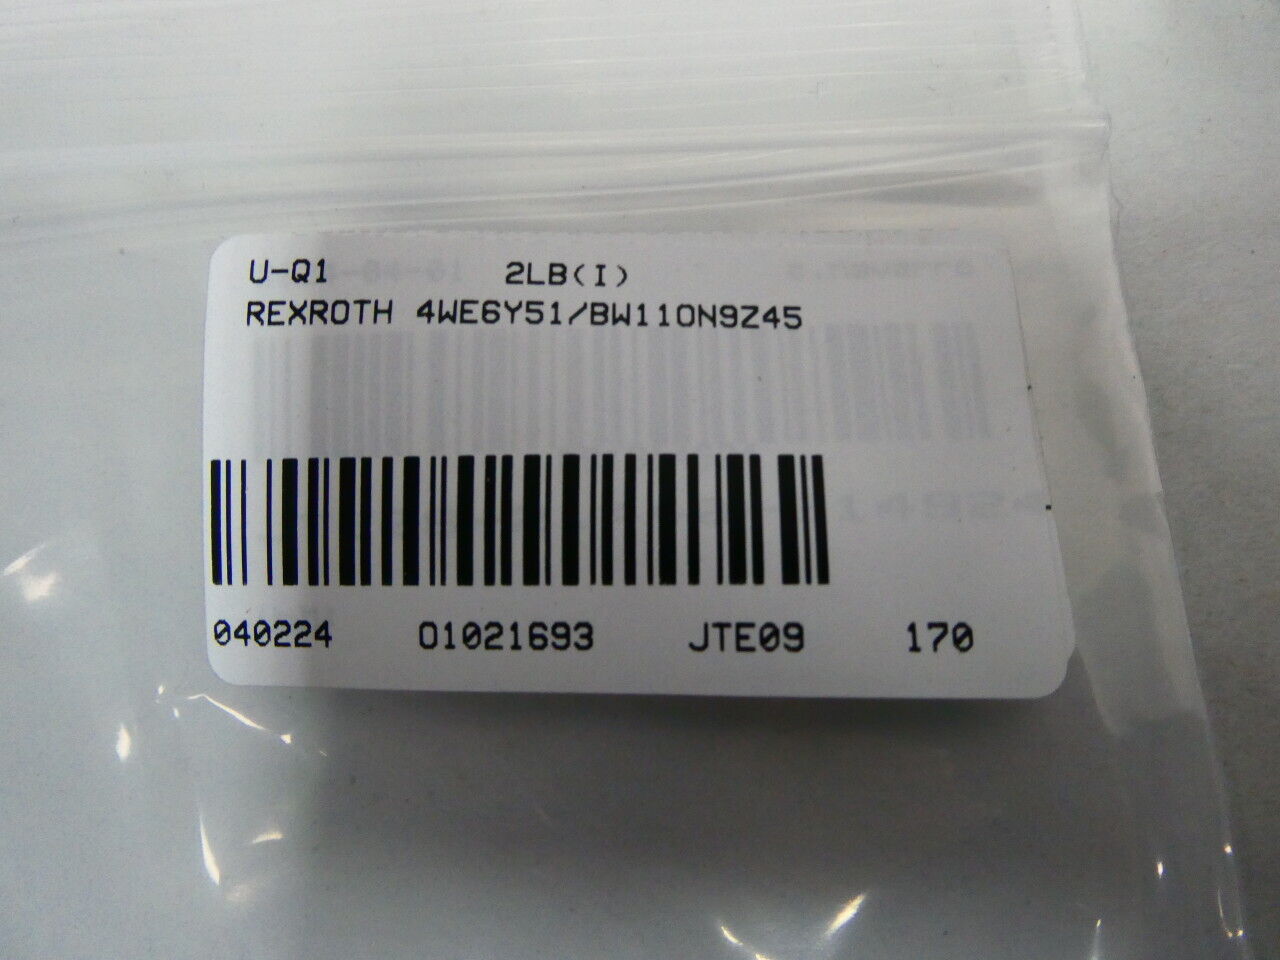 U-Q1 2LB(I)
REXROTH 4WE6Y51/BW110N9Z45
040224 01021693 JTE09 170